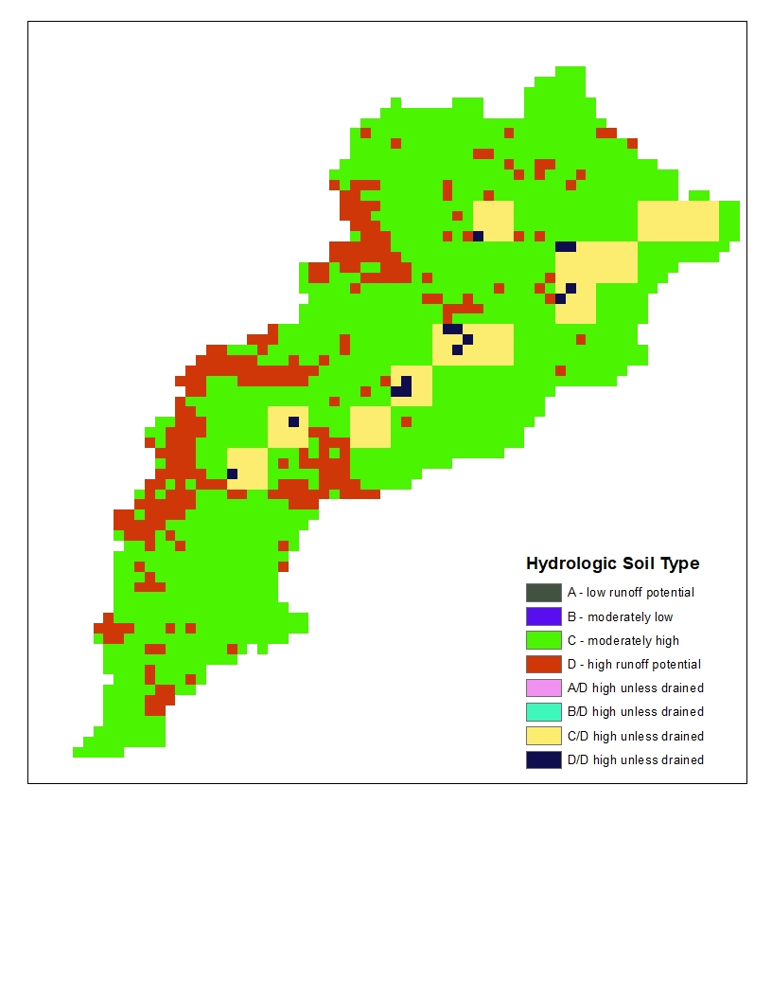 Hydrologic Soil Type
A - low runoff potential
B - moderately low
C - moderately high
D - high runoff potential
A/D high unless drained
B/D high unless drained
C/D high unless drained
D/D high unless drained